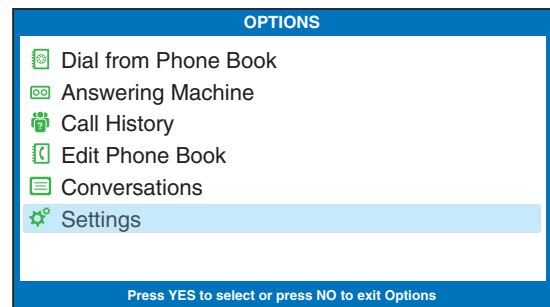 OPTIONS
Dial from Phone Book
Answering Machine
Call History
Edit Phone Book
Conversations
Settings
Press YES to select or press NO to exit Options